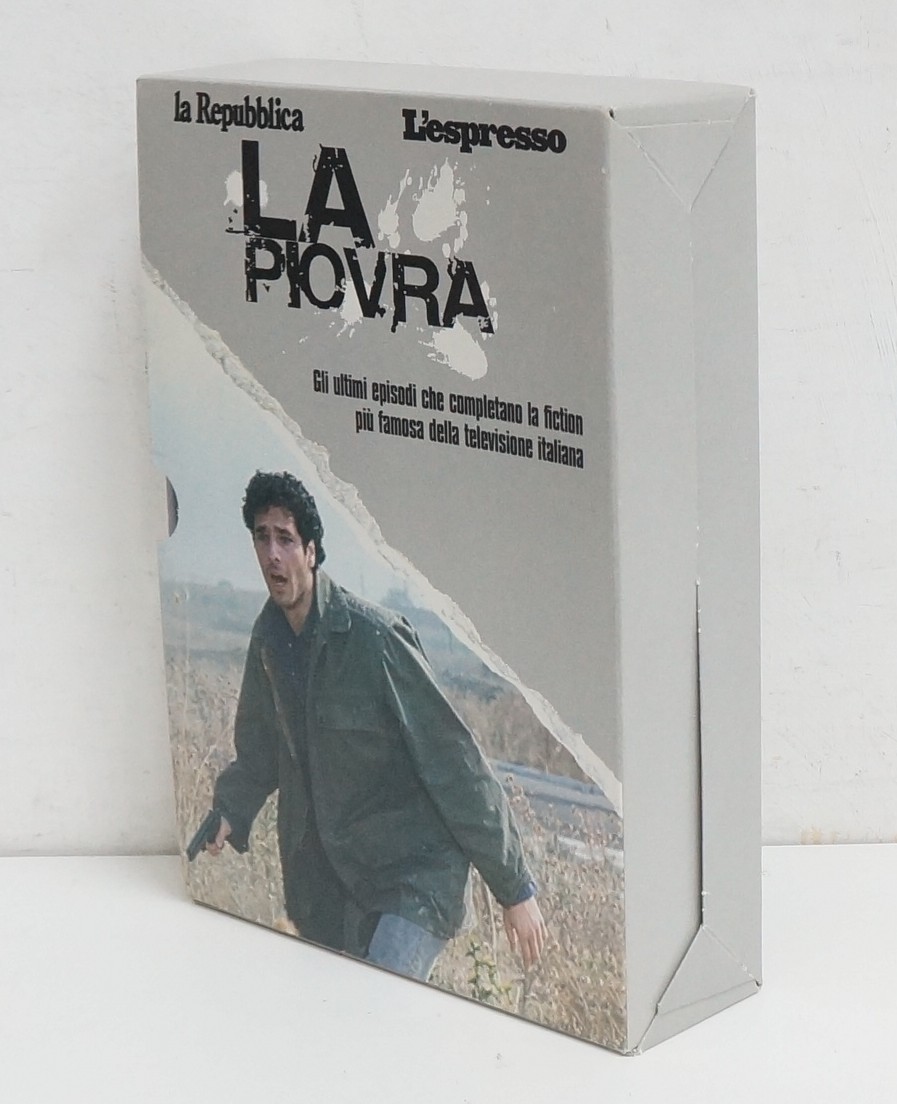 la Repubblica
L'espresso
LA
PIOVRA
Gli ultimi episodi che completano la fiction
più famosa della televisione italiana